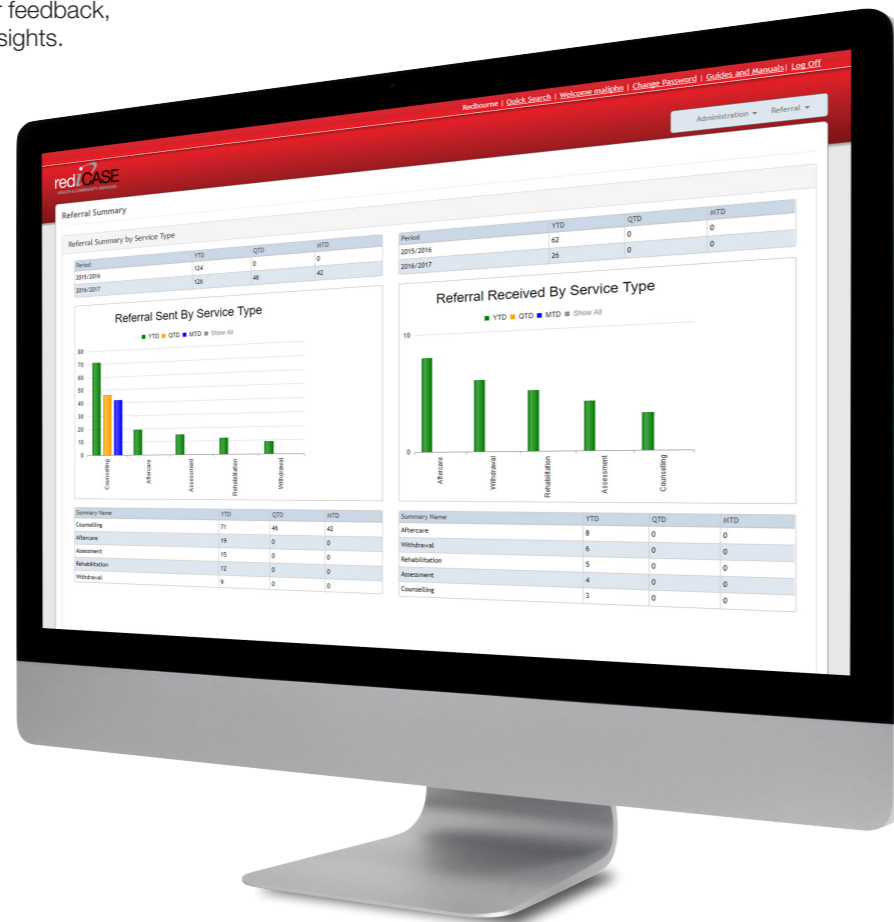 r feedback,
sights.
Redbourne | Quick Search | Welcome maliphn | Change Password | Guides and Manuals | Log Off
Administration Referral
rediCASE
HEALTH & COMMUNITY SERVICES
Referral Summary
Referral Summary by Service Type
Period YTD QTD MTD
2015/2016 124 0 0
2016/2017 126 46 42
Period YTD QTD MTD
2015/2016 62 0 0
2016/2017 26 0 0
Referral Sent By Service Type
YTD QTD MTD Show All
80
70
60
50
40
30
20
10
0
Counselling
Aftercare
Assessment
Rehabilitation
Withdrawal
Referral Received By Service Type
YTD QTD MTD Show All
10
0
Aftercare
Withdrawal
Rehabilitation
Assessment
Counselling
Summary Name YTD QTD MTD
Counselling 71 46 42
Aftercare 19 0 0
Assessment 15 0 0
Rehabilitation 12 0 0
Withdrawal 9 0 0
Summary Name YTD QTD MTD
Aftercare 8 0 0
Withdrawal 6 0 0
Rehabilitation 5 0 0
Assessment 4 0 0
Counselling 3 0 0